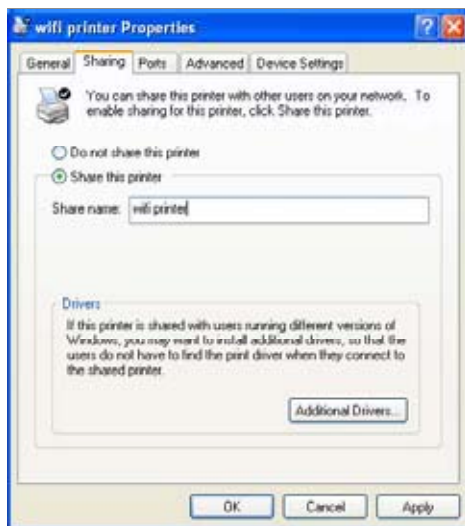 wifi printer Properties
General Sharing Ports Advanced Device Settings
You can share this printer with other users on your network. To
enable sharing for this printer, click Share this printer.
Do not share this printer
Share this printer
Share name: wifi printer
Drivers
If this printer is shared with users running different versions of
Windows, you may want to install additional drivers, so that the
users do not have to find the print driver when they connect to
the shared printer.
Additional Drivers...
OK Cancel Apply